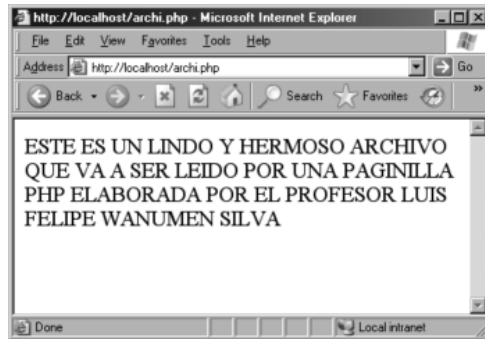 http://localhost/archi.php - Microsoft Internet Explorer
File Edit View Favorites Tools Help
Address http://localhost/archi.php Go
Back Search Favorites »
ESTE ES UN LINDO Y HERMOSO ARCHIVO
QUE VA A SER LEIDO POR UNA PAGINILLA
PHP ELABORADA POR EL PROFESOR LUIS
FELIPE WANUMEN SILVA
Done Local intranet